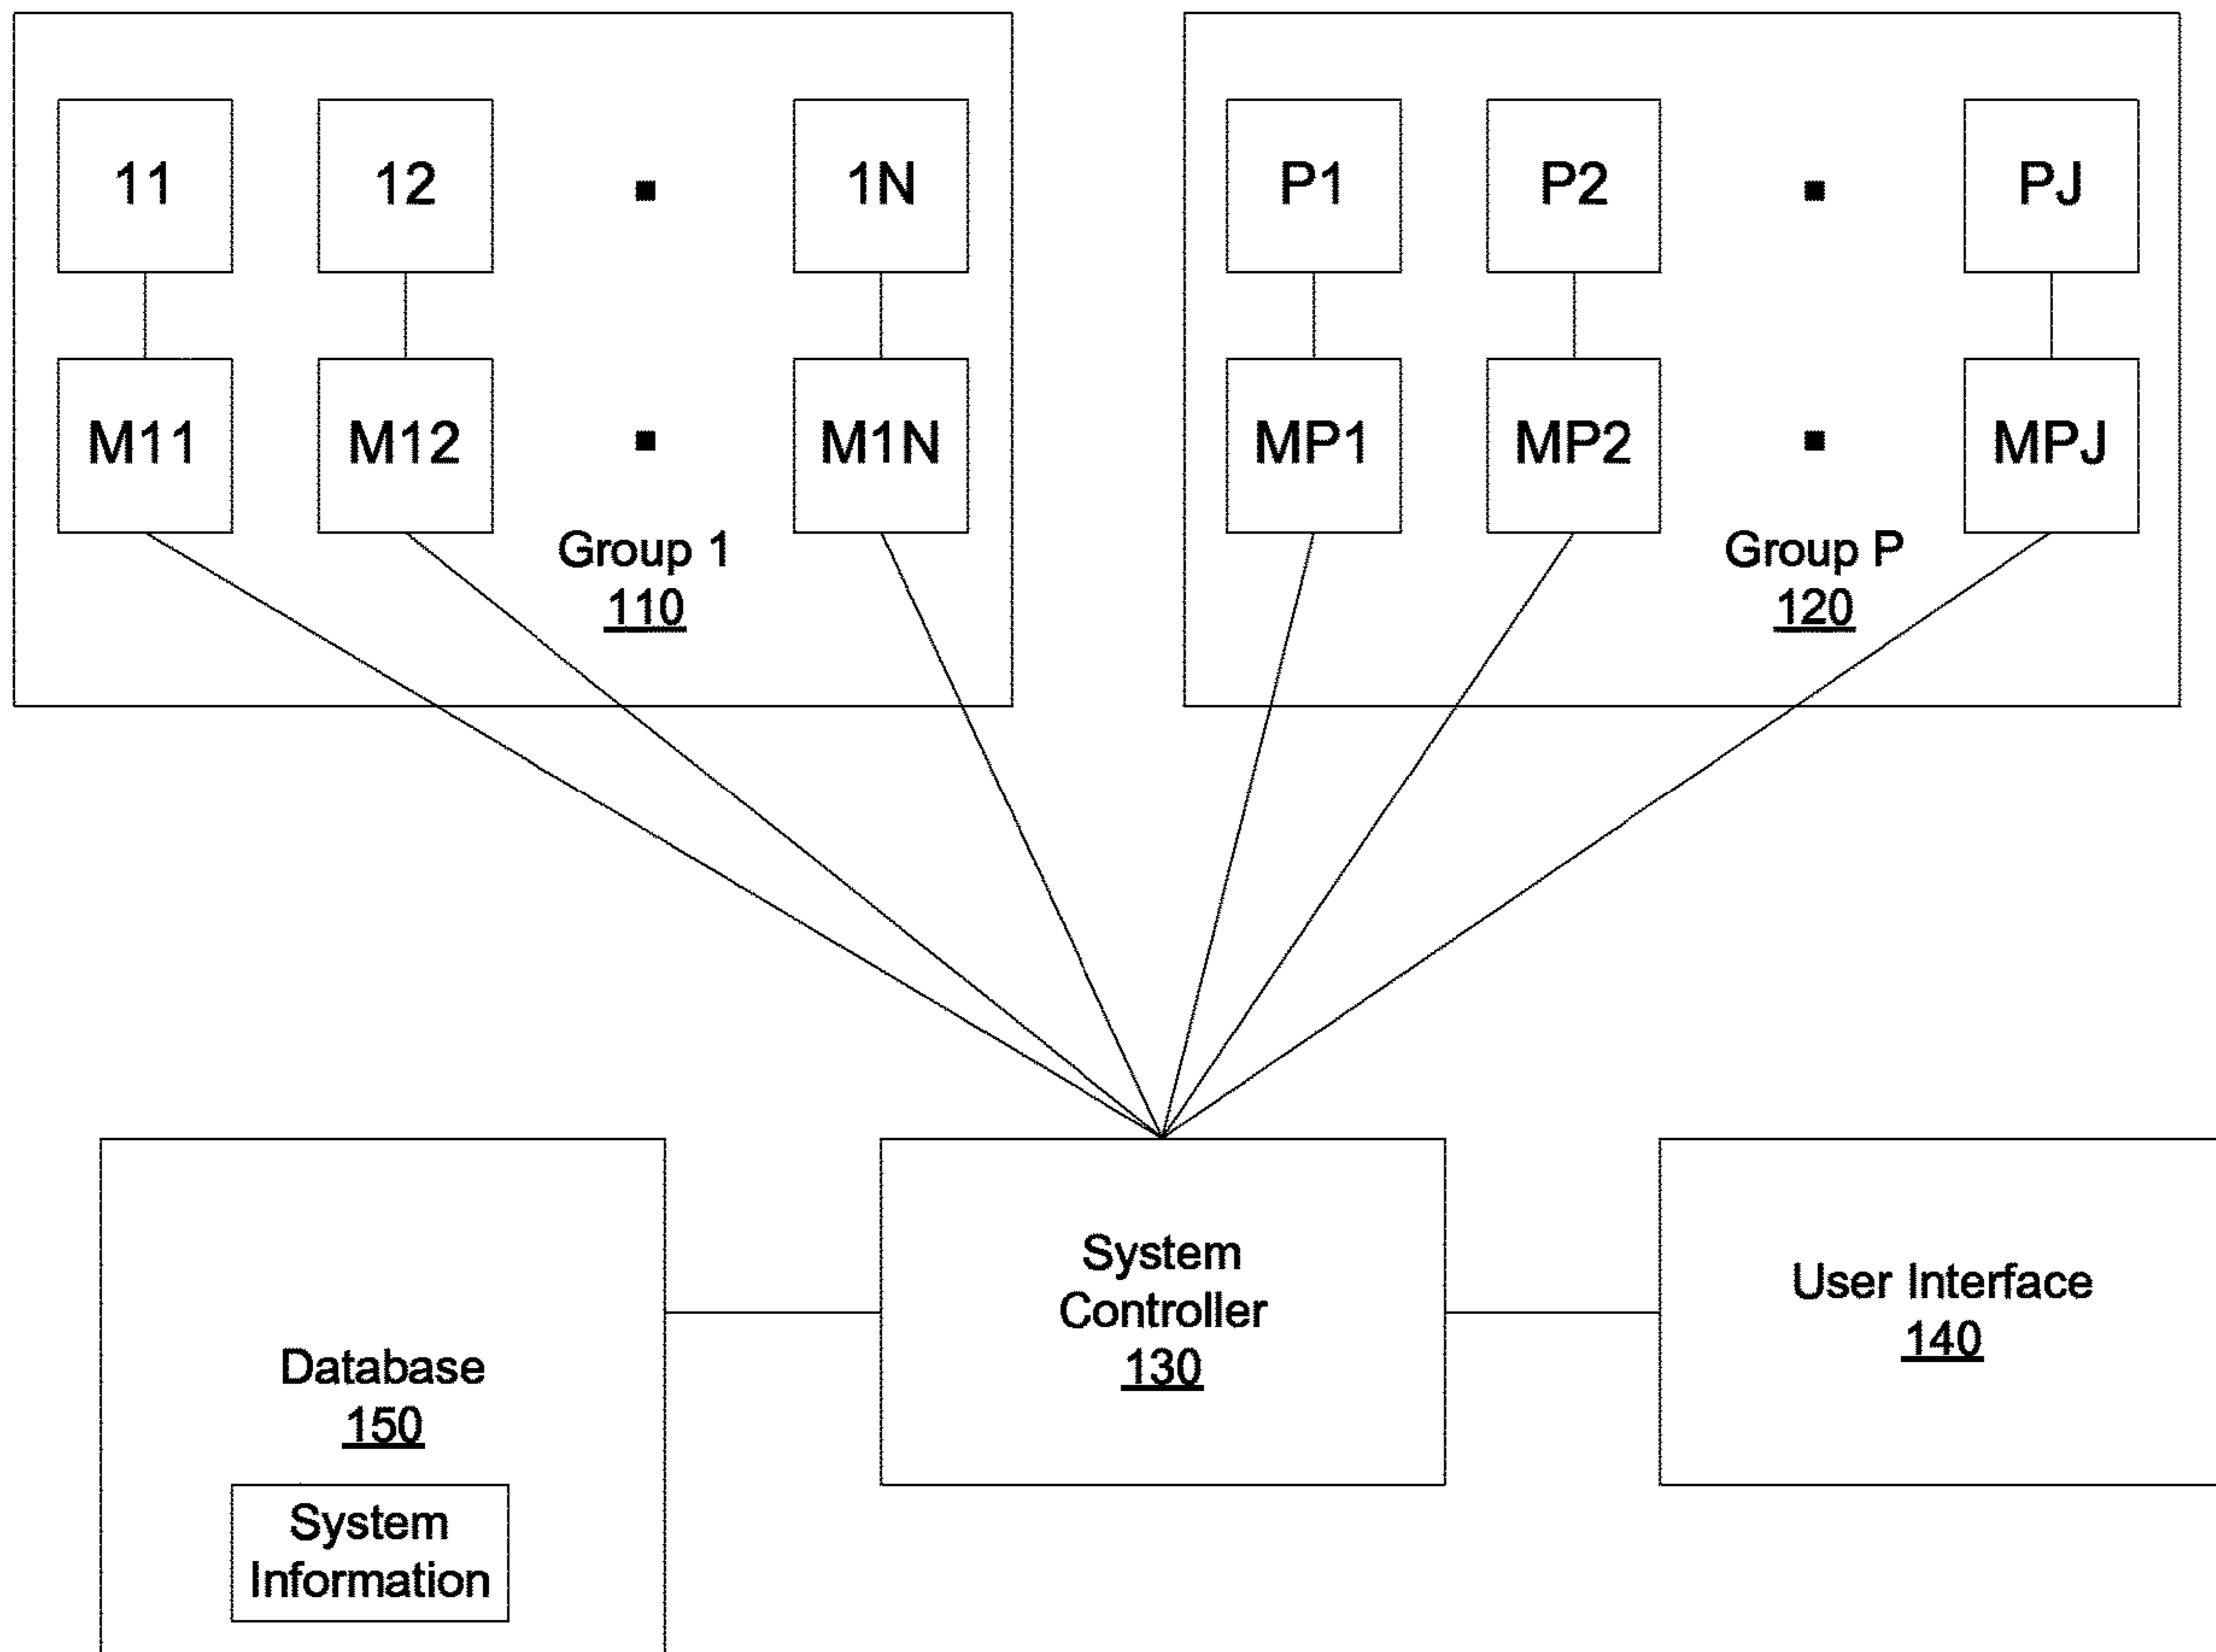 11
12
1N
M11
M12
M1N
Group 1
110
P1
P2
PJ
MP1
MP2
MPJ
Group P
120
Database
150
System
Information
System
Controller
130
User Interface
140